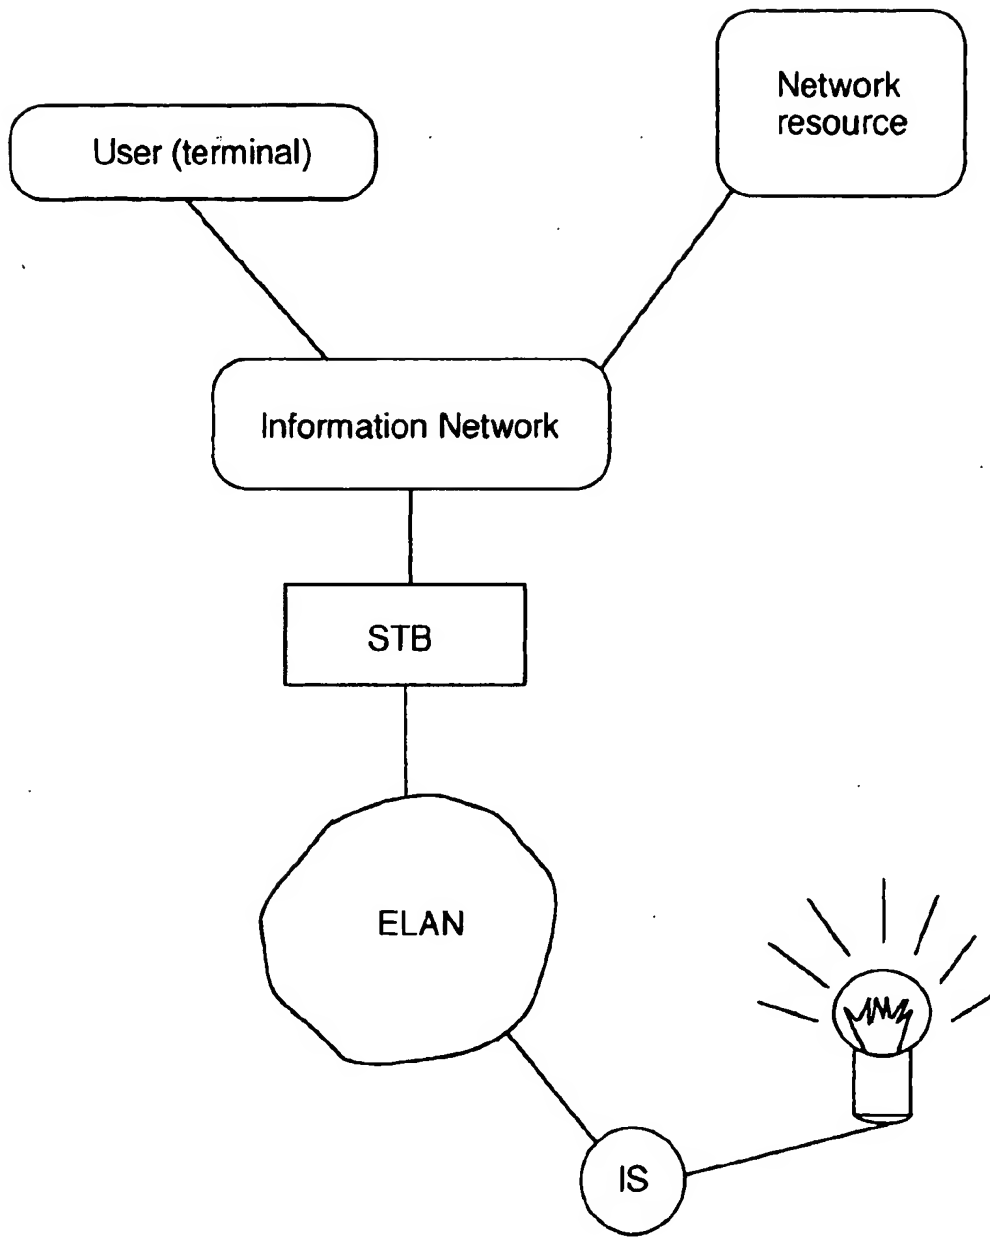 Network
resource
User (terminal)
Information Network
STB
ELAN
IS